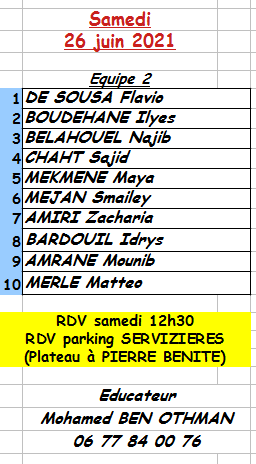 Samedi
26 juin 2021
Equipe 2
1 DE SOUSA Flavio
2 BOUDEHANE Ilyes
3 BELAHOUEL Najib
4 CHAHT Sajid
5 MEKMENE Maya
6 MEJAN Smailey
7 AMIRI Zacharia
8 BARDOUIL Idrys
9 AMRANE Mounib
10 MERLE Matteo
RDV samedi 12h30
RDV parking SERVIZIERES
(Plateau à PIERRE BENITE)
Educateur
Mohamed BEN OTHMAN
06 77 84 00 76